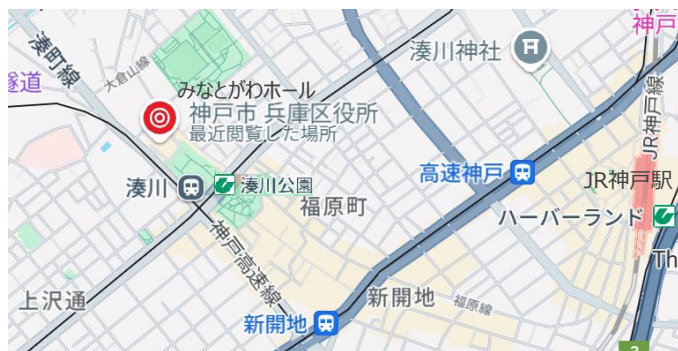 神戸
湊町線
大倉山線
湊川神社
隧道
みなとがわホール
神戸市 兵庫区役所
最近閲覧した場所
JR神戸線
高速神戸
JR神戸駅
湊川
湊川公園
福原町
ハーバーランド
神戸高速線
Th
上沢通
新開地
新開地
福原線
2